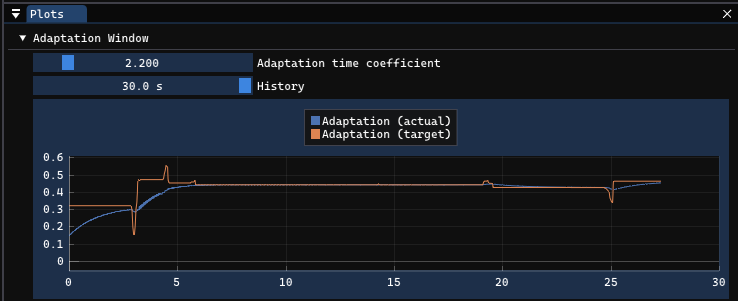 Plots
Adaptation Window
2.200 Adaptation time coefficient
30.0 s History
Adaptation (actual)
Adaptation (target)
0.6
0.5
0.4
0.3
0.2
0.1
0
0 5 10 15 20 25 30